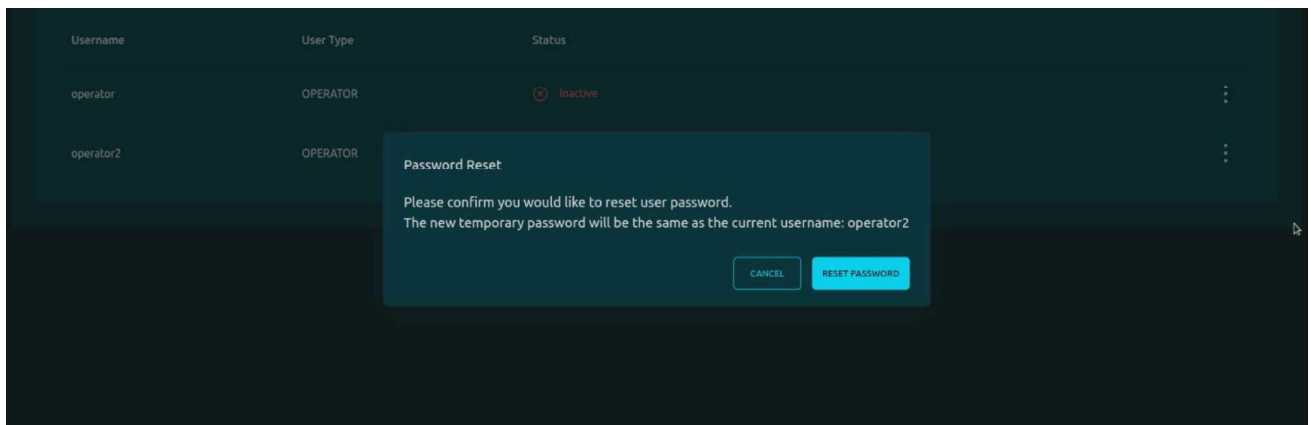 Username User Type Status
operator OPERATOR Inactive
operator2 OPERATOR
Password Reset
Please confirm you would like to reset user password.
The new temporary password will be the same as the current username: operator2
CANCEL RESET PASSWORD